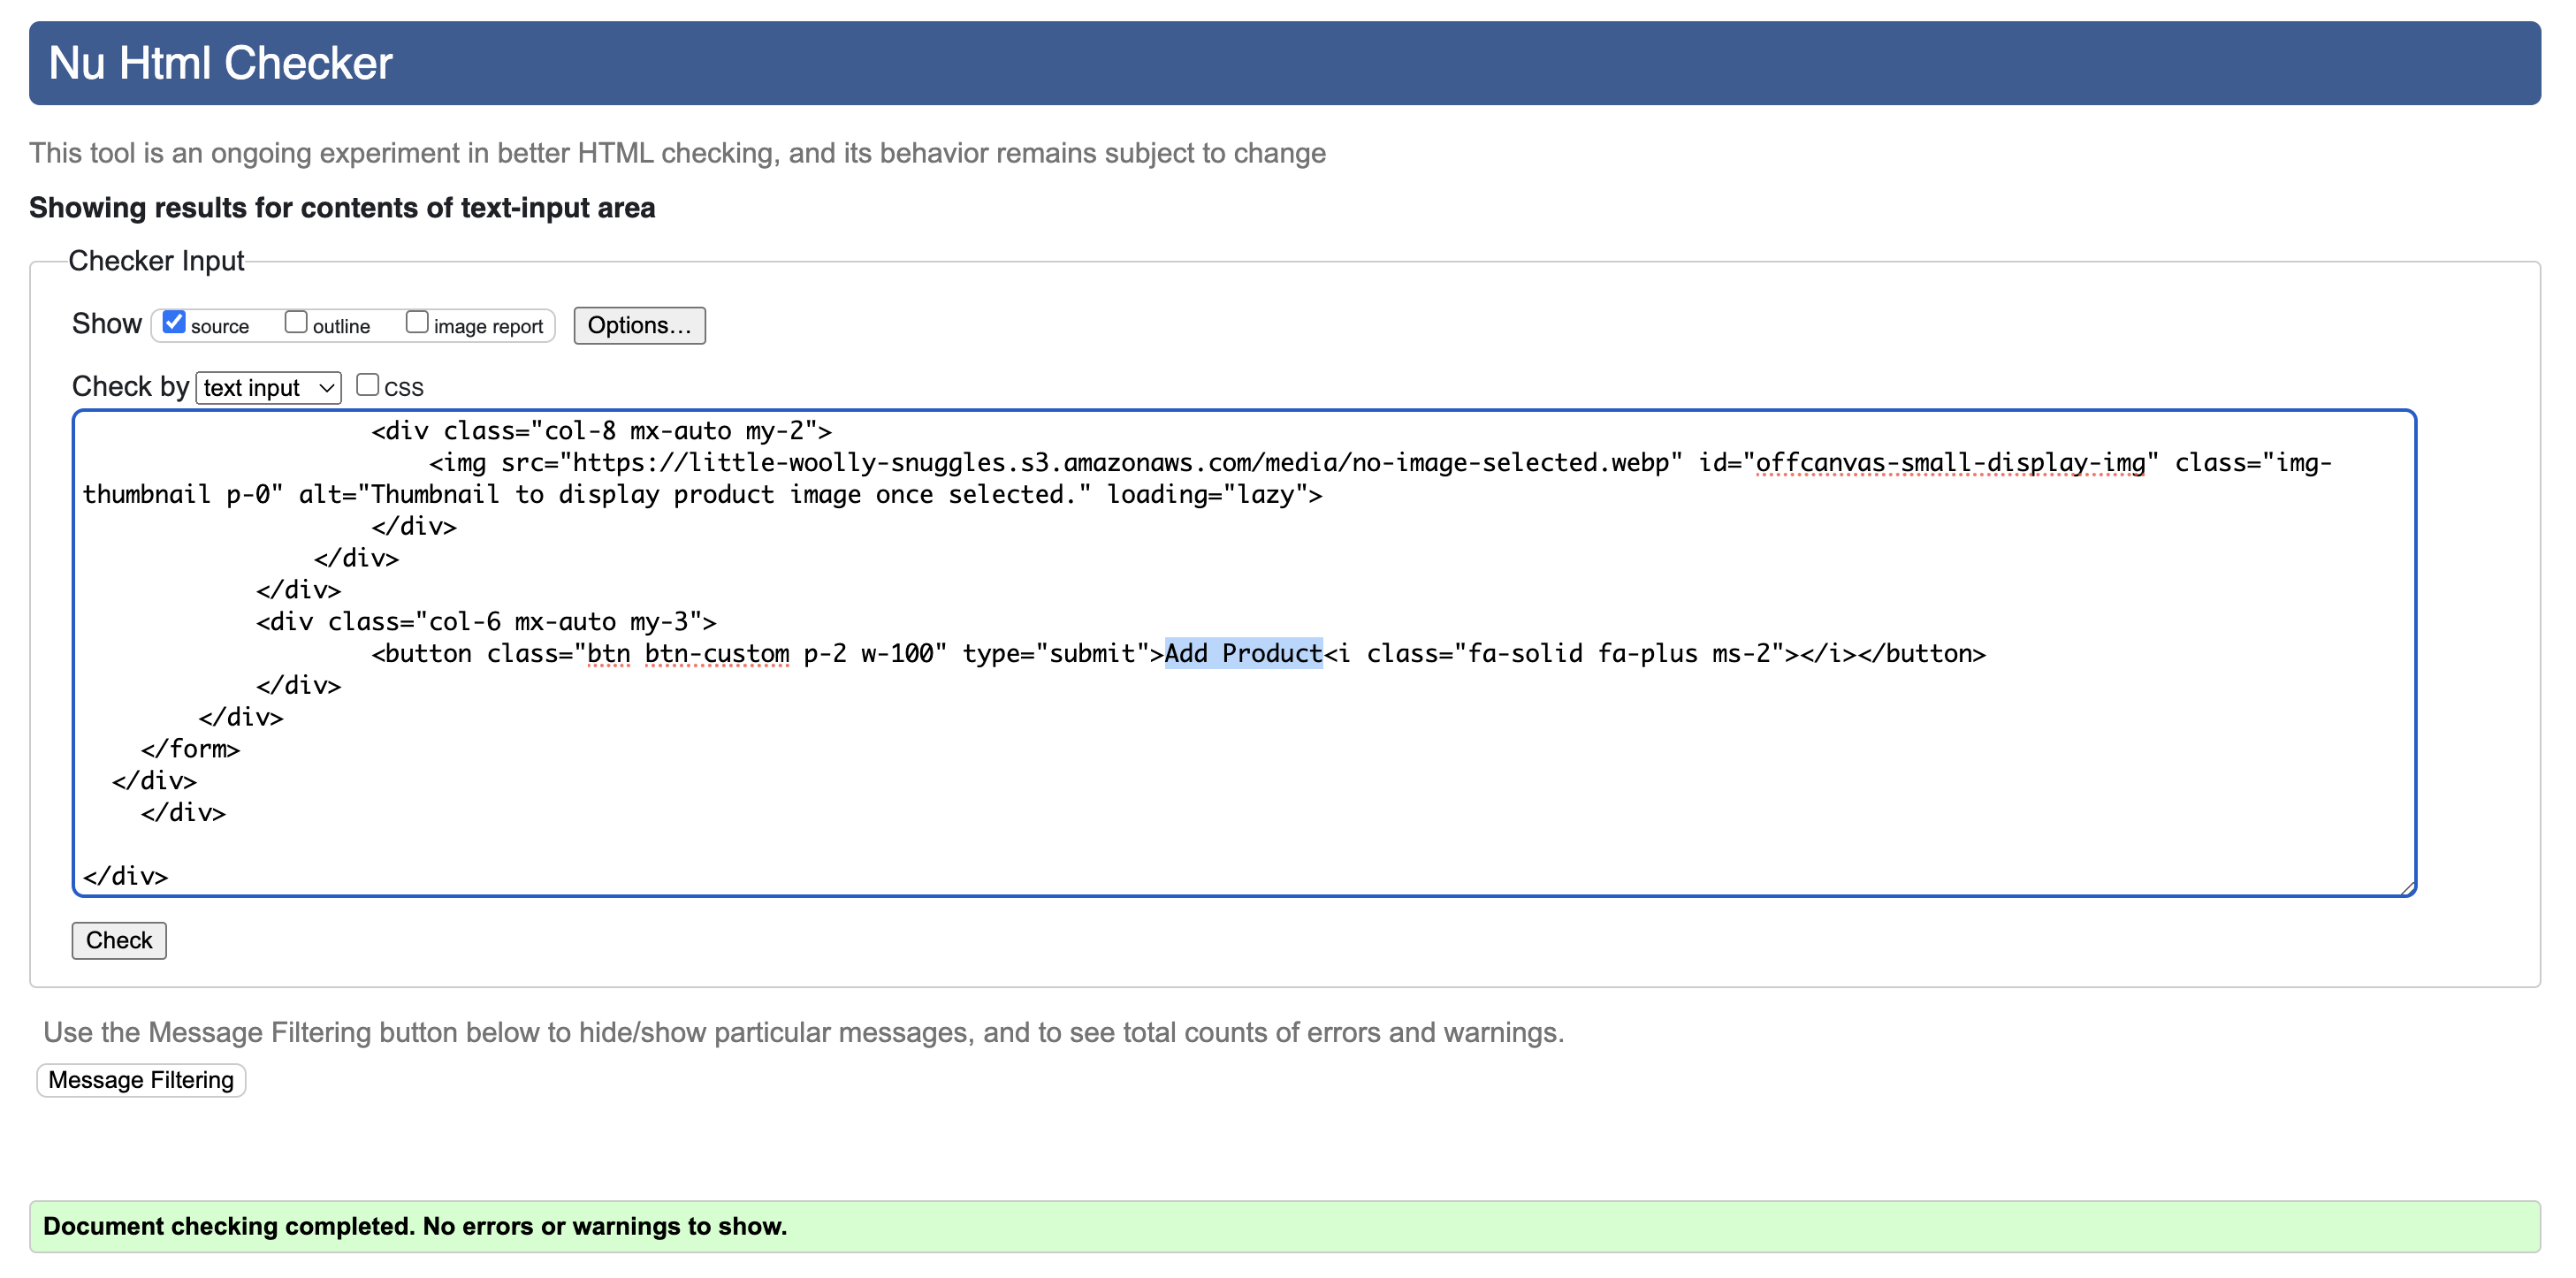 Nu Html Checker
This tool is an ongoing experiment in better HTML checking, and its behavior remains subject to change
Showing results for contents of text-input area
Checker Input
Show source outline image report Options...
Check by text input css
<div class="col-8 mx-auto my-2">
<img src="https://little-woolly-snuggles.s3.amazonaws.com/media/no-image-selected.webp" id="offcanvas-small-display-img" class="img-
thumbnail p-0" alt="Thumbnail to display product image once selected." loading="lazy">
</div>
</div>
</div>
<div class="col-6 mx-auto my-3">
<button class="btn btn-custom p-2 w-100" type="submit">Add Product<i class="fa-solid fa-plus ms-2"></i></button>
</div>
</div>
</form>
</div>
</div>
</div>
Check
Use the Message Filtering button below to hide/show particular messages, and to see total counts of errors and warnings.
Message Filtering
Document checking completed. No errors or warnings to show.